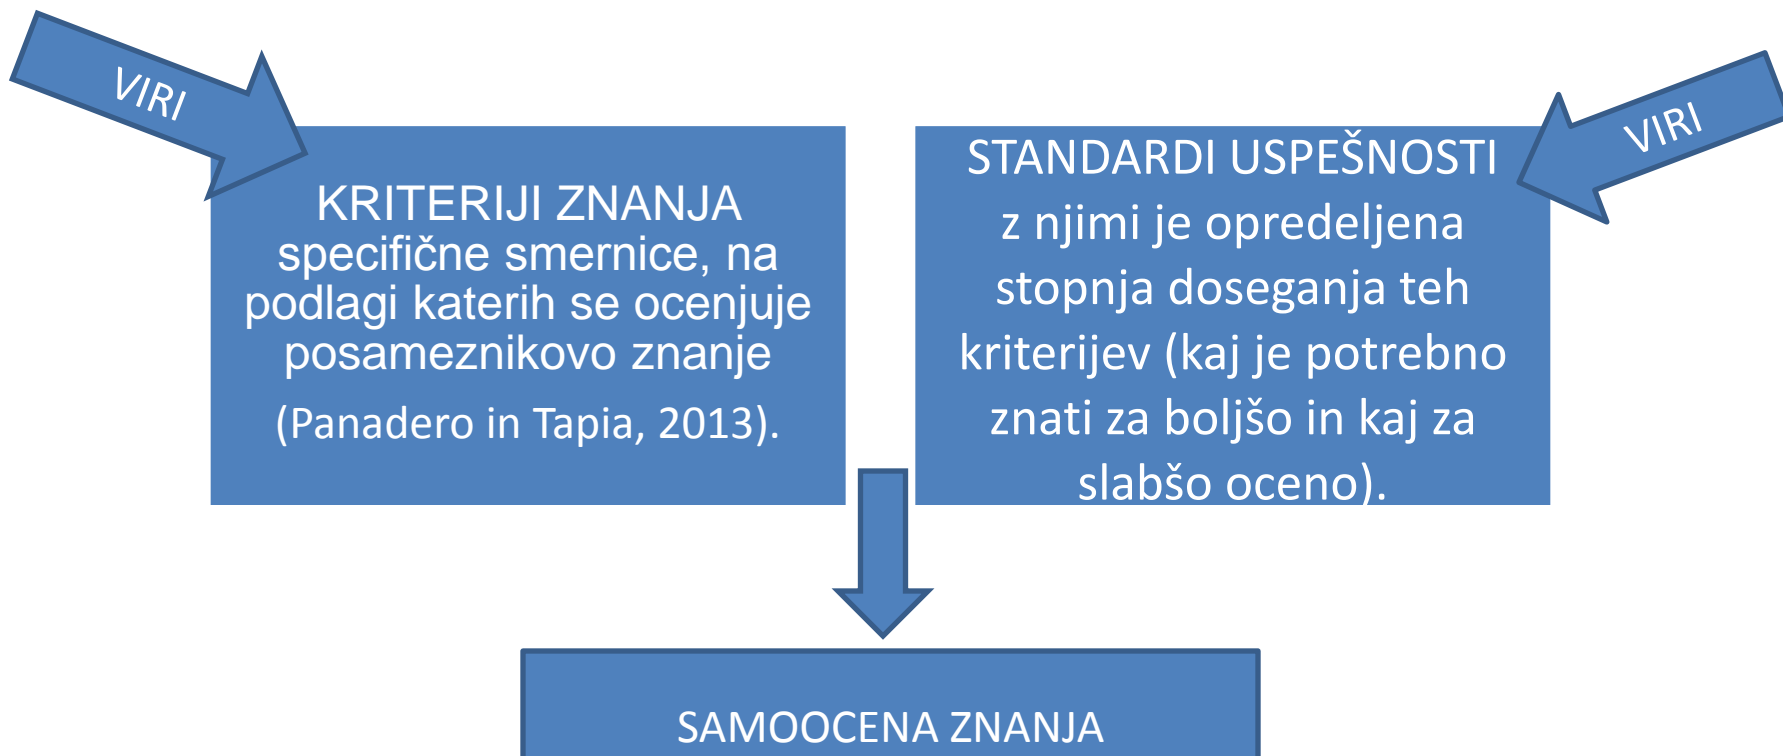 VIRI
KRITERIJI ZNANJA
specifične smernice, na
podlagi katerih se ocenjuje
posameznikovo znanje
(Panadero in Tapia, 2013).
VIRI
STANDARDI USPEŠNOSTI
z njimi je opredeljena
stopnja doseganja teh
kriterijev (kaj je potrebno
znati za boljšo in kaj za
slabšo oceno).
SAMOOCENA ZNANJA